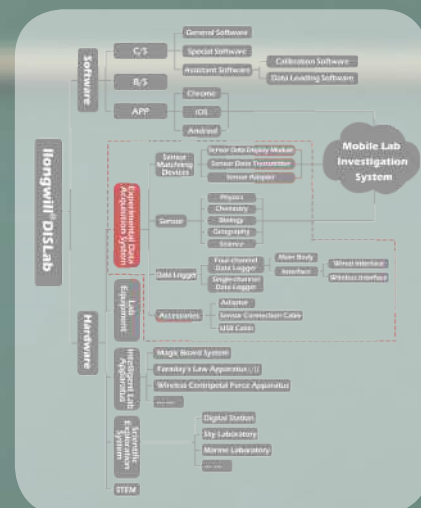 llongwill® DISLab
Software
C/S
General Software
Special Software
Assistant Software
Calibration Software
Data Loading Software
B/S
APP
Chrome
IOS
Android
Mobile Lab
Investigation
System
Hardware
Experimental Data
Acquisition System
Sensor
Matching
Devices
Sensor Data Display Module
Sensor Data Transmitter
Sensor Adaptor
Sensor
Physics
Chemistry
Biology
Geography
Science
Data Logger
Four-channel
Data Logger
Main Body
Interface
Wired Interface
Wireless Interface
Single-channel
Data Logger
Accessories
Adaptor
Sensor Connection Cable
USB Cable
Lab
Equipment
Intelligent Lab
Apparatus
Magic Board System
Faraday's Law Apparatus
Wireless Centripetal Force Apparatus
... ...
Scientific
Exploration
System
Digital Station
Sky Laboratory
Marine Laboratory
... ...
STEM